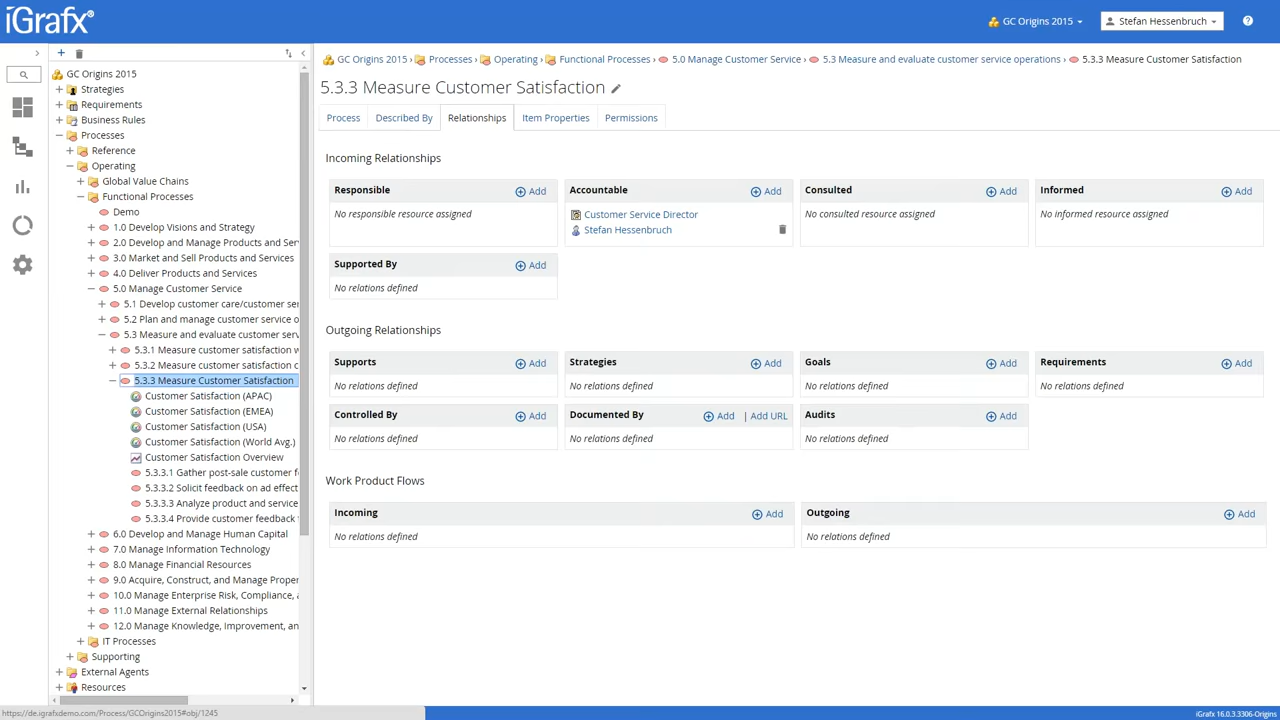 iGrafx®
GC Origins 2015
Stefan Hessenbruch
GC Origins 2015
Strategies
Requirements
Business Rules
Processes
Reference
Operating
Global Value Chains
Functional Processes
Demo
1.0 Develop Visions and Strategy
2.0 Develop and Manage Products and Ser
3.0 Market and Sell Products and Services
4.0 Deliver Products and Service
5.0 Manage Customer Service
5.1 Develop customer care/customer ser
5.2 Plan and manage customer service o
5.3 Measure and evaluate customer serv
5.3.1 Measure customer satisfaction w
5.3.2 Measure customer satisfaction c
5.3.3 Measure Customer Satisfaction
Customer Satisfaction (APAC)
Customer Satisfaction (EMEA)
Customer Satisfaction (USA)
Customer Satisfaction (World Avg.)
Customer Satisfaction Overview
5.3.3.1 Gather post-sale customer f
5.3.3.2 Solicit feedback on ad effect
5.3.3.3 Analyze product and service
5.3.3.4 Provide customer feedback
6.0 Develop and Manage Human Capital
7.0 Manage Information Technology
8.0 Manage Financial Resources
9.0 Acquire, Construct, and Manage Proper
10.0 Manage Enterprise Risk, Compliance,
11.0 Manage External Relationships
12.0 Manage Knowledge, Improvement, an
IT Processes
Supporting
External Agents
Resources
https://de.igrafxdemo.com/Process/GCOrigins2015#obj/1245
GC Origins 2015 › Processes › Operating › Functional Processes › 5.0 Manage Customer Service › 5.3 Measure and evaluate customer service operations › 5.3.3 Measure Customer Satisfaction
5.3.3 Measure Customer Satisfaction
Process Described By Relationships Item Properties Permissions
Incoming Relationships
Responsible Add Accountable Add Consulted Add Informed Add
No responsible resource assigned Customer Service Director No consulted resource assigned No informed resource assigned
Stefan Hessenbruch
Supported By Add
No relations defined
Outgoing Relationships
Supports Add Strategies Add Goals Add Requirements Add
No relations defined No relations defined No relations defined No relations defined
Controlled By Add Documented By Add | Add URL Audits Add
No relations defined No relations defined No relations defined
Work Product Flows
Incoming Add Outgoing Add
No relations defined No relations defined
iGrafx 16.0.3.3306-Origins